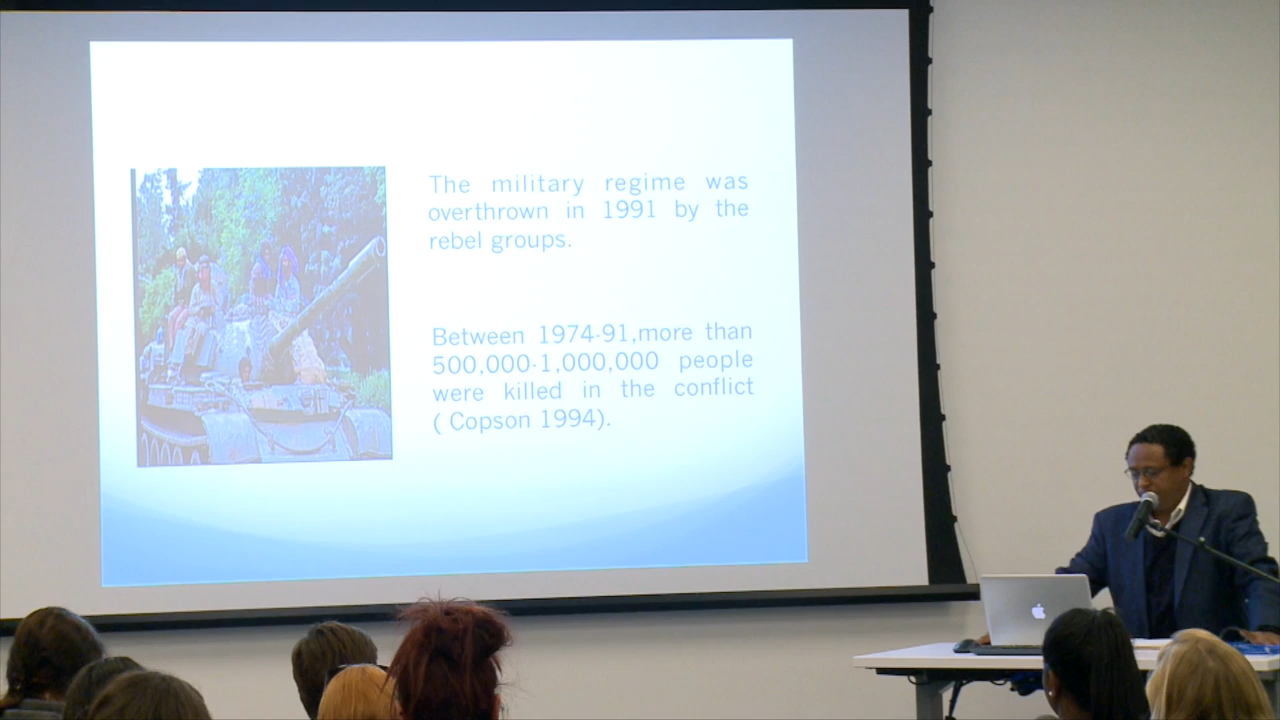 The military regime was
overthrown in 1991 by the
rebel groups.
Between 1974-91,more than
500,000-1,000,000 people
were killed in the conflict
( Copson 1994).